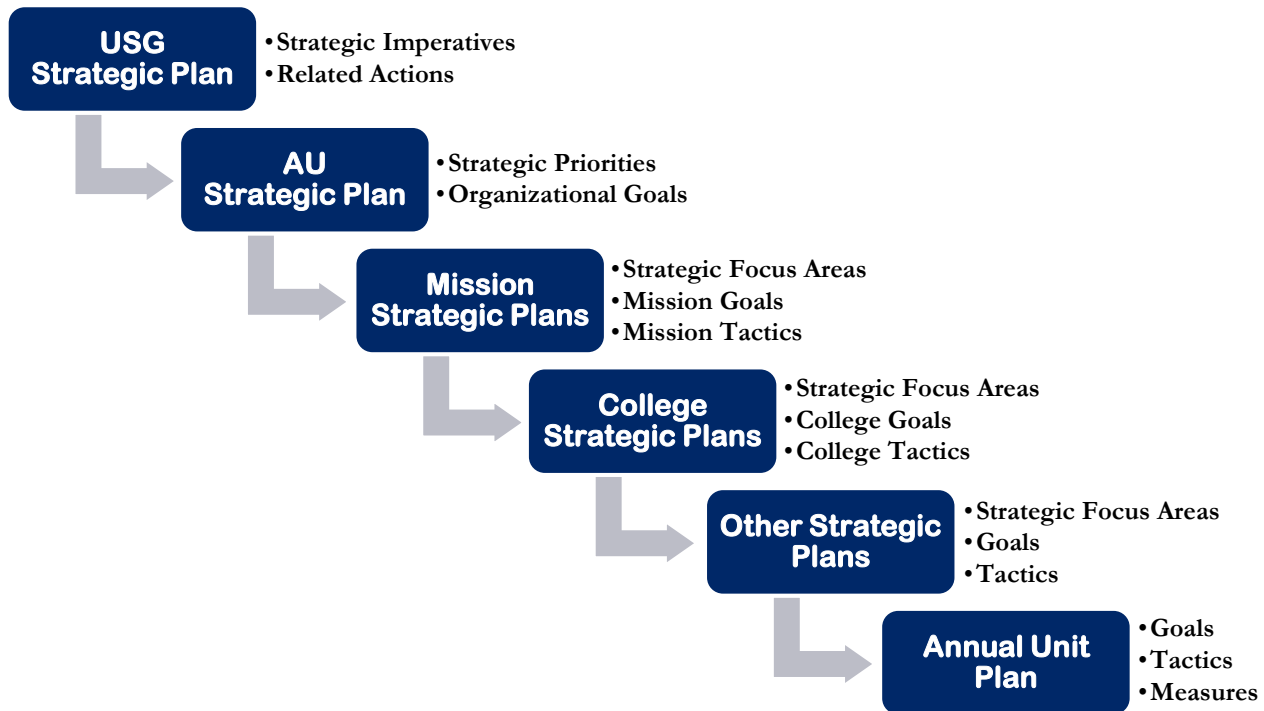 USG
Strategic Plan
• Strategic Imperatives
• Related Actions
AU
Strategic Plan
• Strategic Priorities
• Organizational Goals
Mission
Strategic Plans
• Strategic Focus Areas
• Mission Goals
• Mission Tactics
College
Strategic Plans
• Strategic Focus Areas
• College Goals
• College Tactics
Other Strategic
Plans
• Strategic Focus Areas
• Goals
• Tactics
Annual Unit
Plan
• Goals
• Tactics
• Measures